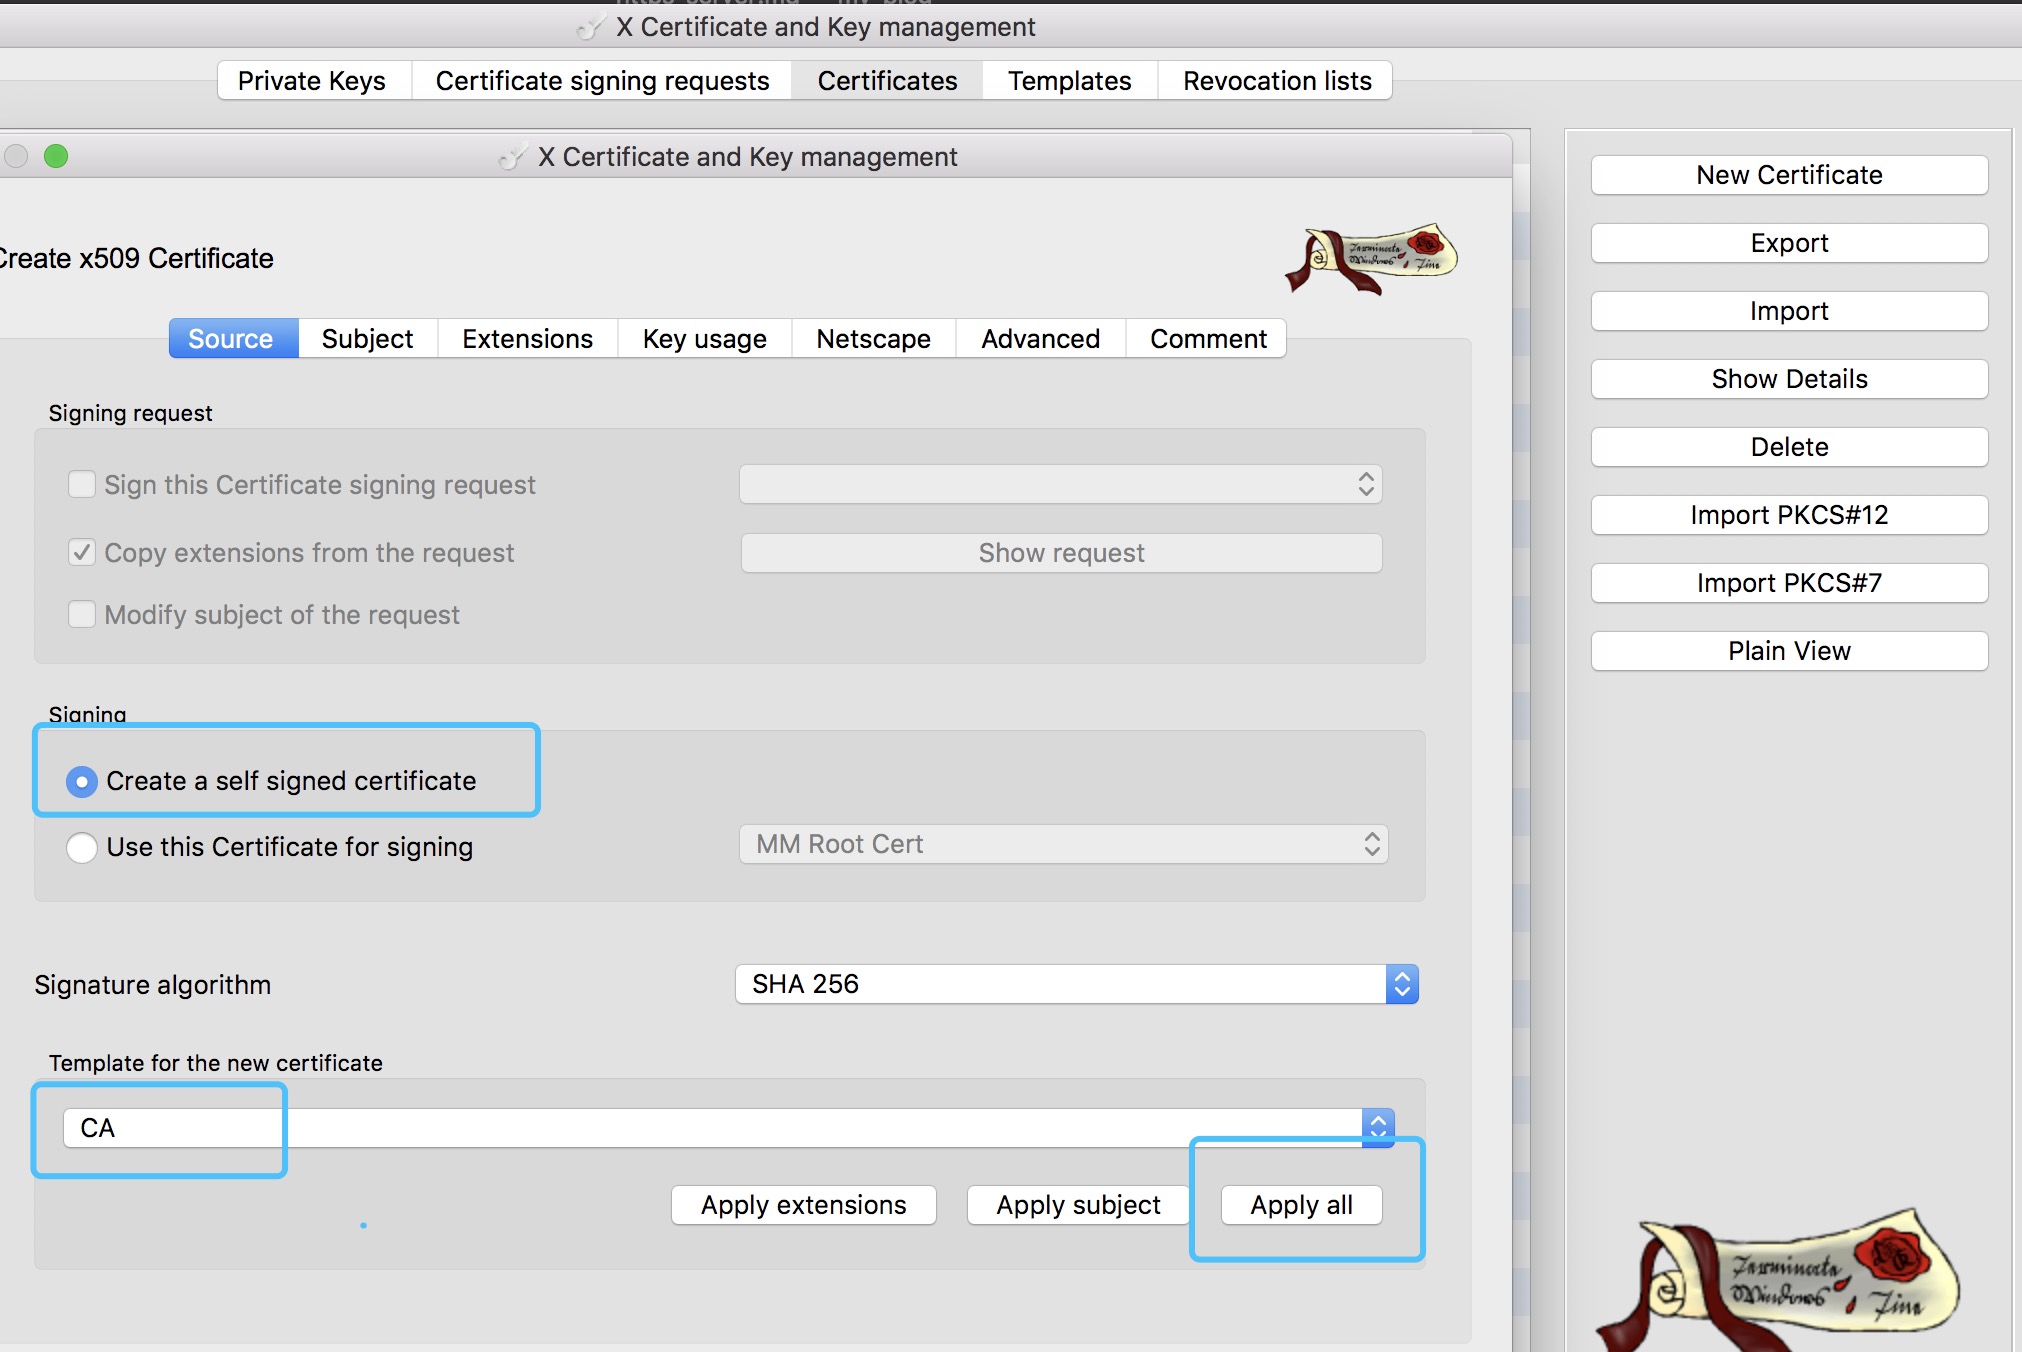 X Certificate and Key management
Private Keys
Certificate signing requests
Certificates
Templates
Revocation lists
X Certificate and Key management
Create x509 Certificate
Source
Subject
Extensions
Key usage
Netscape
Advanced
Comment
Signing request
Sign this Certificate signing request
Copy extensions from the request
Show request
Modify subject of the request
Signing
Create a self signed certificate
Use this Certificate for signing
MM Root Cert
Signature algorithm
SHA 256
Template for the new certificate
CA
Apply extensions
Apply subject
Apply all
New Certificate
Export
Import
Show Details
Delete
Import PKCS#12
Import PKCS#7
Plain View